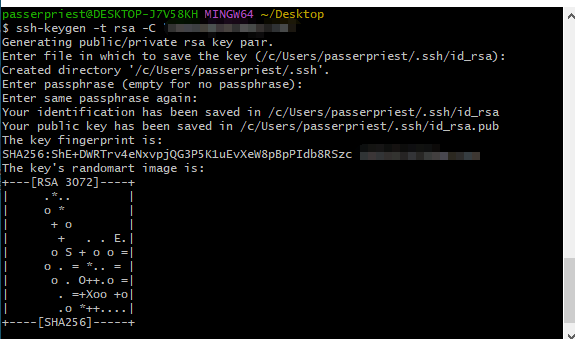 passerpriest@DESKTOP-J7V58KH MINGW64 ~/Desktop
$ ssh-keygen -t rsa -C '
Generating public/private rsa key pair.
Enter file in which to save the key (/c/Users/passerpriest/.ssh/id_rsa):
Created directory '/c/Users/passerpriest/.ssh'.
Enter passphrase (empty for no passphrase):
Enter same passphrase again:
Your identification has been saved in /c/Users/passerpriest/.ssh/id_rsa
Your public key has been saved in /c/Users/passerpriest/.ssh/id_rsa.pub
The key fingerprint is:
SHA256:ShE+DWRTrv4eNxvpjQG3P5K1uEvXeW8pBpPIdb8RSzc
The key's randomart image is:
+---[RSA 3072]----+
|     .*..        |
|     o *         |
|      + o        |
|       +   . . E.|
|      o S + o o =|
|     o . = *.. = |
|      o . O++.o =|
|       . =+Xoo +o|
|      .o *++....|
+----[SHA256]-----+